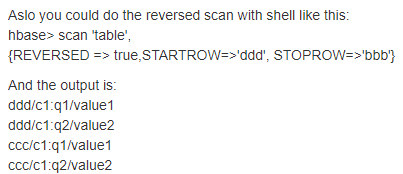 Aslo you could do the reversed scan with shell like this:
hbase> scan 'table',
{REVERSED => true,STARTROW=>'ddd', STOPROW=>'bbb'}
And the output is:
ddd/c1:q1/value1
ddd/c1:q2/value2
ccc/c1:q1/value1
ccc/c1:q2/value2